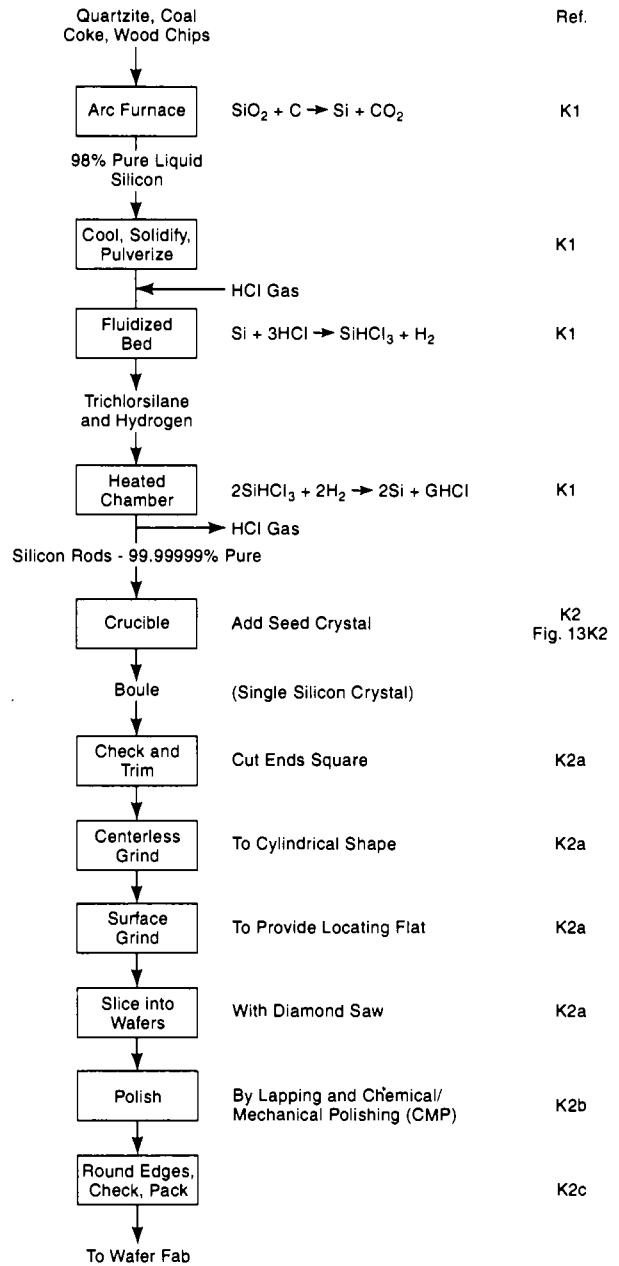 Quartzite, Coal
Coke, Wood Chips
Ref.
Arc Furnace
SiO₂ + C → Si + CO₂
K1
98% Pure Liquid
Silicon
Cool, Solidify,
Pulverize
K1
HCl Gas
Fluidized
Bed
Si + 3HCl → SiHCl₃ + H₂
K1
Trichlorsilane
and Hydrogen
Heated
Chamber
2SiHCl₃ + 2H₂ → 2Si + GHCl
K1
HCl Gas
Silicon Rods - 99.99999% Pure
Crucible
Add Seed Crystal
K2
Fig. 13K2
Boule
(Single Silicon Crystal)
Check and
Trim
Cut Ends Square
K2a
Centerless
Grind
To Cylindrical Shape
K2a
Surface
Grind
To Provide Locating Flat
K2a
Slice into
Wafers
With Diamond Saw
K2a
Polish
By Lapping and Chemical/
Mechanical Polishing (CMP)
K2b
Round Edges,
Check, Pack
K2c
To Wafer Fab